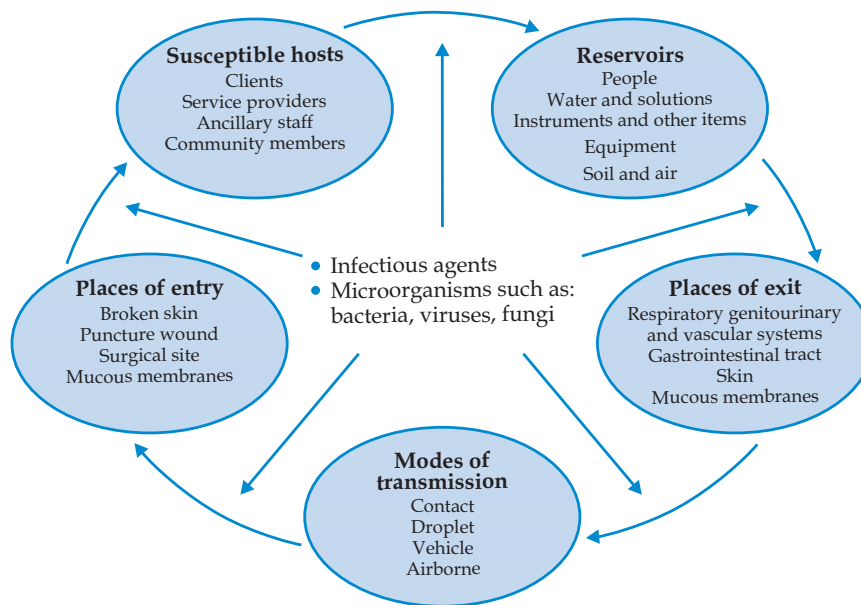 Susceptible hosts
Clients
Service providers
Ancillary staff
Community members
Reservoirs
People
Water and solutions
Instruments and other items
Equipment
Soil and air
• Infectious agents
• Microorganisms such as:
bacteria, viruses, fungi
Places of entry
Broken skin
Puncture wound
Surgical site
Mucous membranes
Places of exit
Respiratory genitourinary
and vascular systems
Gastrointestinal tract
Skin
Mucous membranes
Modes of
transmission
Contact
Droplet
Vehicle
Airborne